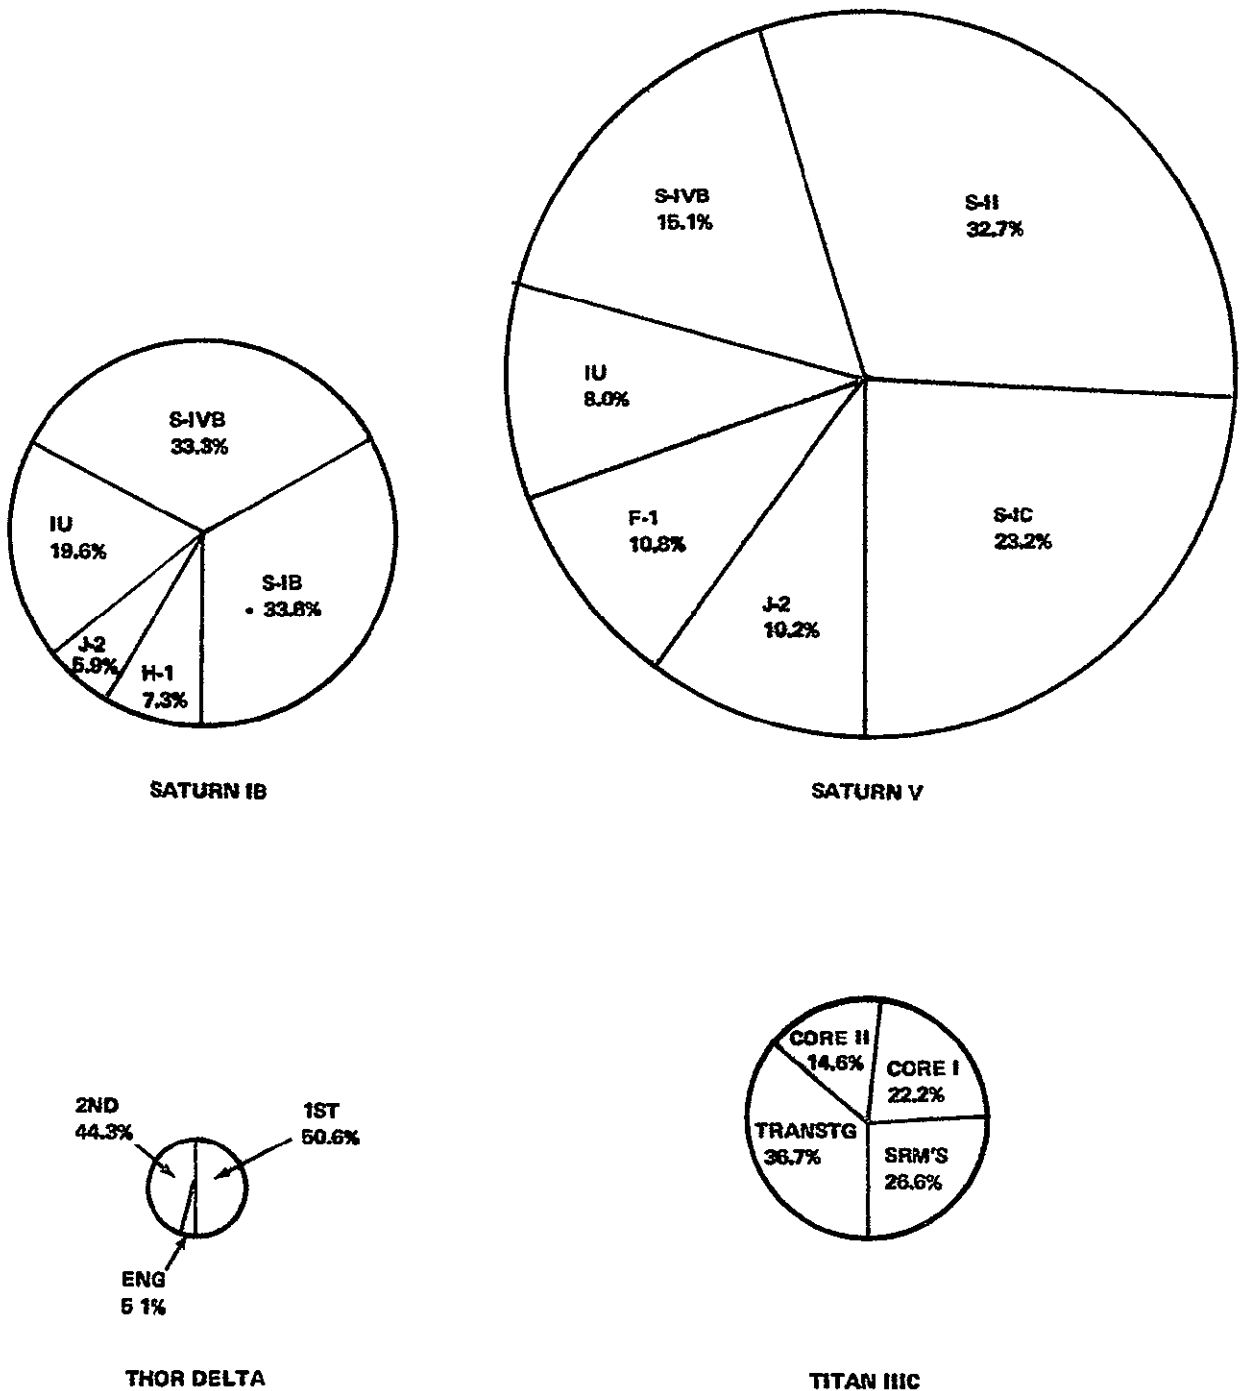 S-IVB
15.1%
S-II
32.7%
IU
8.0%
F-1
10.8%
J-2
10.2%
S-IC
23.2%
SATURN V
S-IVB
33.3%
IU
19.6%
S-IB
33.8%
J-2
5.9%
H-1
7.3%
SATURN IB
2ND
44.3%
1ST
50.6%
ENG
5 1%
THOR DELTA
CORE II
14.6%
CORE I
22.2%
TRANSTG
36.7%
SRM'S
26.6%
TITAN IIIC